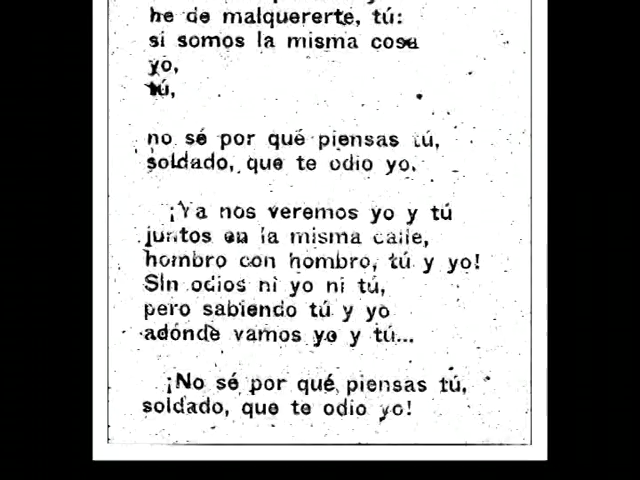 he de malquererte, tú:
si somos la misma cosa
yo,
tú,
no sé por qué piensas tú,
soldado, que te odio yo.
¡Ya nos veremos yo y tú
juntos en la misma calle,
hombro con hombro, tú y yo!
Sin odios ni yo ni tú,
pero sabiendo tú y yo
adónde vamos yo y tú...
¡No sé por qué piensas tú,
soldado, que te odio yo!